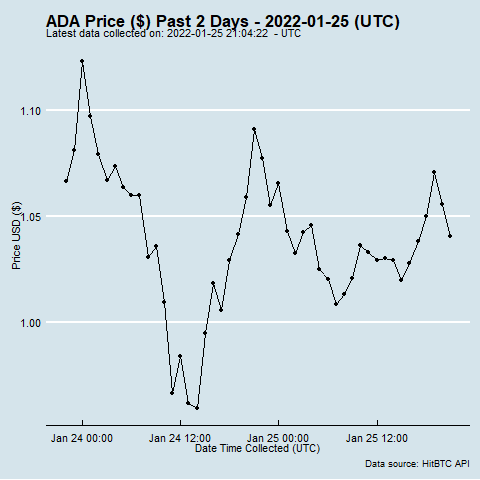 ADA Price ($) Past 2 Days - 2022-01-25 (UTC)
Latest data collected on: 2022-01-25 21:04:22 - UTC
1.10
1.05
1.00
Price USD ($)
Jan 24 00:00 Jan 24 12:00 Jan 25 00:00 Jan 25 12:00
Date Time Collected (UTC)
Data source: HitBTC API